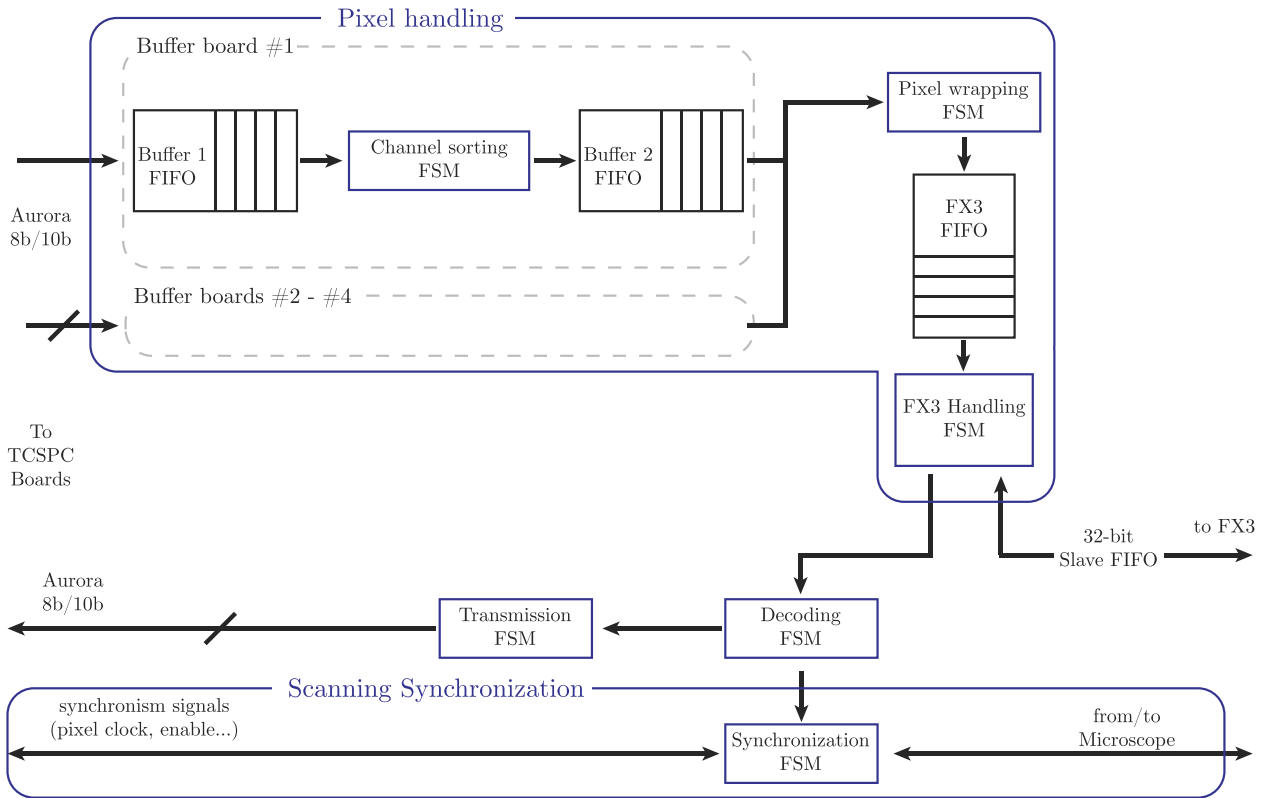 Pixel handling
Buffer board #1
Pixel wrapping
FSM
Buffer 1
FIFO
Channel sorting
FSM
Buffer 2
FIFO
Aurora
8b/10b
FX3
FIFO
Buffer boards #2 - #4
FX3 Handling
FSM
To
TCSPC
Boards
32-bit
Slave FIFO
to FX3
Aurora
8b/10b
Transmission
FSM
Decoding
FSM
Scanning Synchronization
synchronism signals
(pixel clock, enable...)
Synchronization
FSM
from/to
Microscope